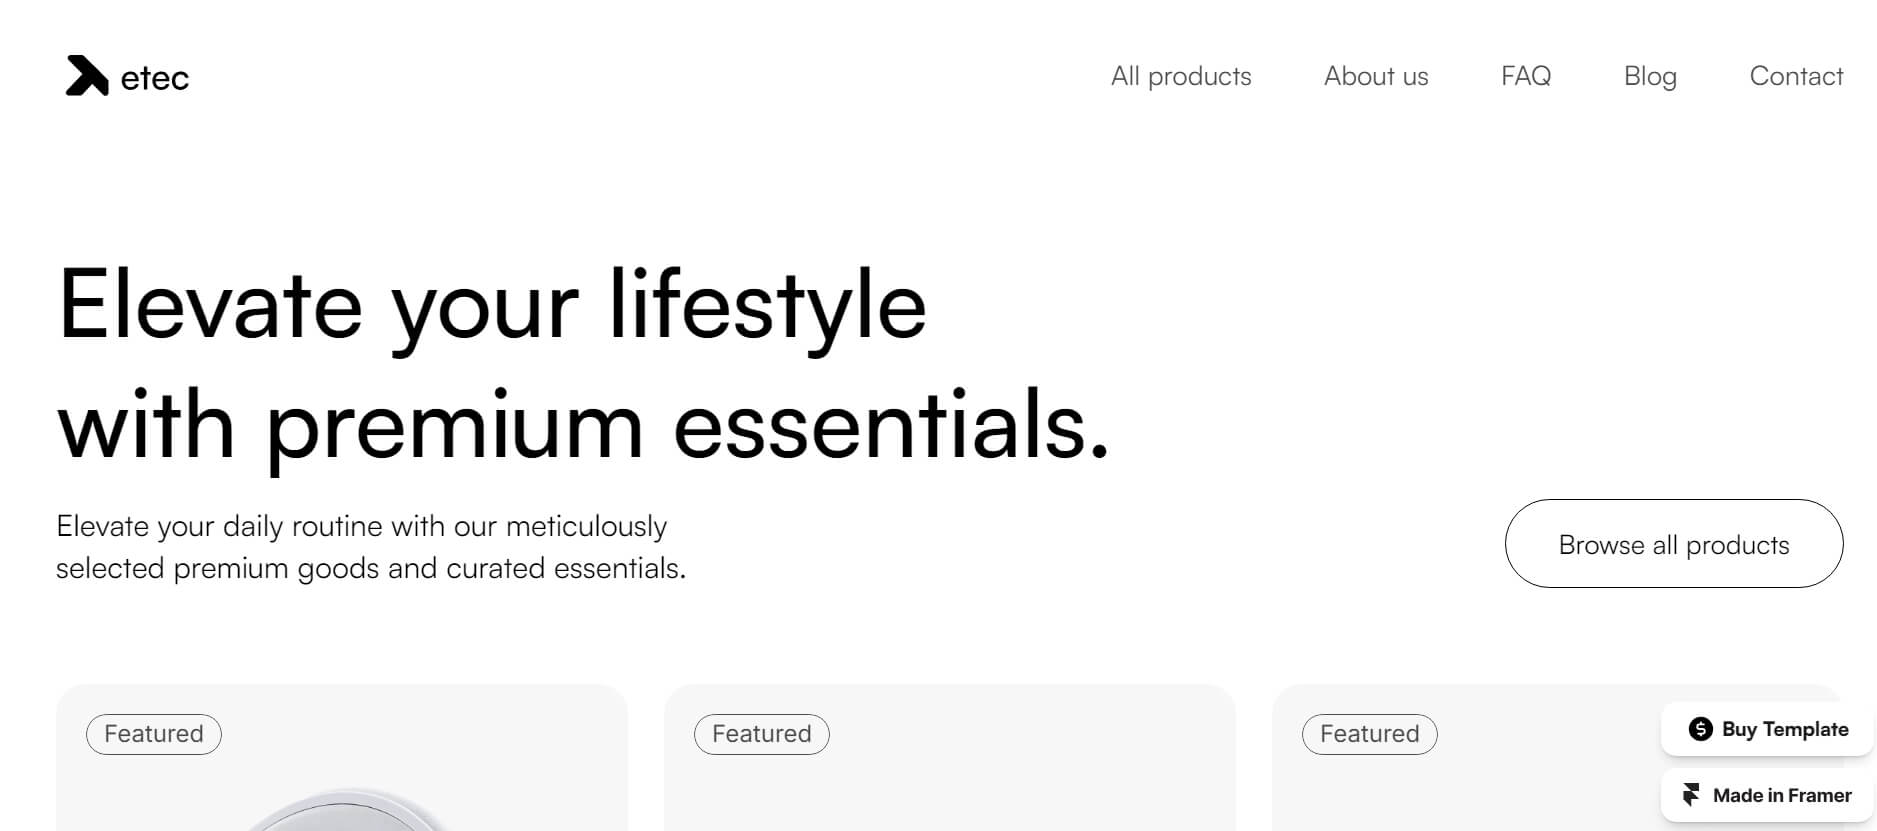 etec
All products
About us
FAQ
Blog
Contact
Elevate your lifestyle
with premium essentials.
Elevate your daily routine with our meticulously
selected premium goods and curated essentials.
Browse all products
Featured
Featured
Featured
Buy Template
Made in Framer